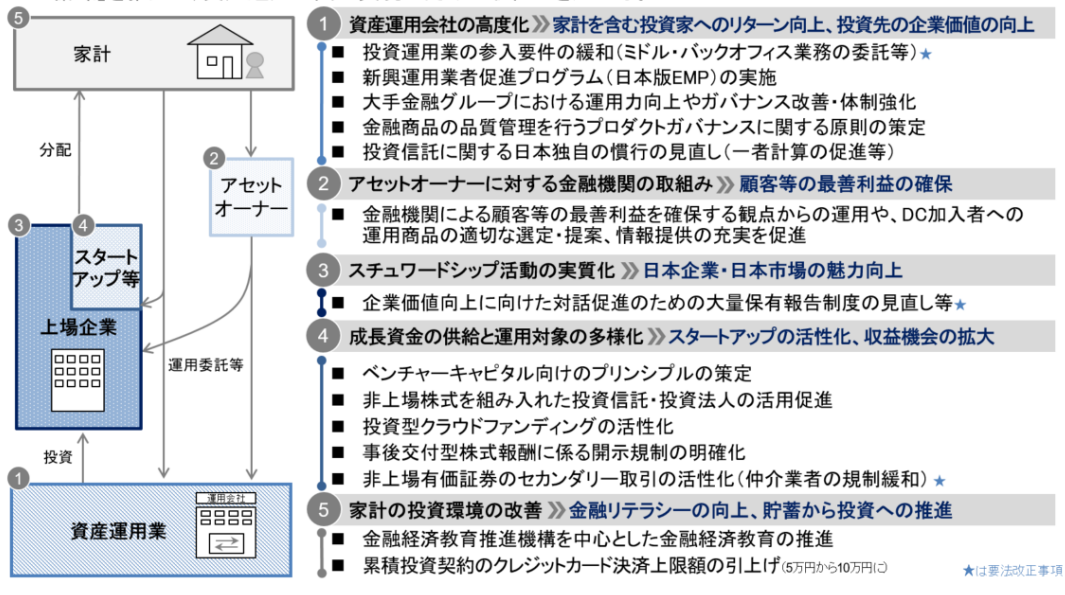 5
家計
分配
2
アセット
オーナー
3
4
スタート
アップ等
上場企業
運用委託等
投資
1
運用会社
資産運用業
1 資産運用会社の高度化》家計を含む投資家へのリターン向上、投資先の企業価値の向上
■ 投資運用業の参入要件の緩和(ミドル・バックオフィス業務の委託等)★
■ 新興運用業者促進プログラム(日本版EMP)の実施
■ 大手金融グループにおける運用力向上やガバナンス改善・体制強化
■ 金融商品の品質管理を行うプロダクトガバナンスに関する原則の策定
■ 投資信託に関する日本独自の慣行の見直し(一者計算の促進等)
2 アセットオーナーに対する金融機関の取組み》顧客等の最善利益の確保
■ 金融機関による顧客等の最善利益を確保する観点からの運用や、DC加入者への
運用商品の適切な選定・提案、情報提供の充実を促進
3 スチュワードシップ活動の実質化》日本企業・日本市場の魅力向上
■ 企業価値向上に向けた対話促進のための大量保有報告制度の見直し等★
4 成長資金の供給と運用対象の多様化》スタートアップの活性化、収益機会の拡大
■ ベンチャーキャピタル向けのプリンシプルの策定
■ 非上場株式を組み入れた投資信託・投資法人の活用促進
■ 投資型クラウドファンディングの活性化
■ 事後交付型株式報酬に係る開示規制の明確化
■ 非上場有価証券のセカンダリー取引の活性化(仲介業者の規制緩和)★
5 家計の投資環境の改善》金融リテラシーの向上、貯蓄から投資への推進
■ 金融経済教育推進機構を中心とした金融経済教育の推進
■ 累積投資契約のクレジットカード決済上限額の引上げ(5万円から10万円に)
★は要法改正事項